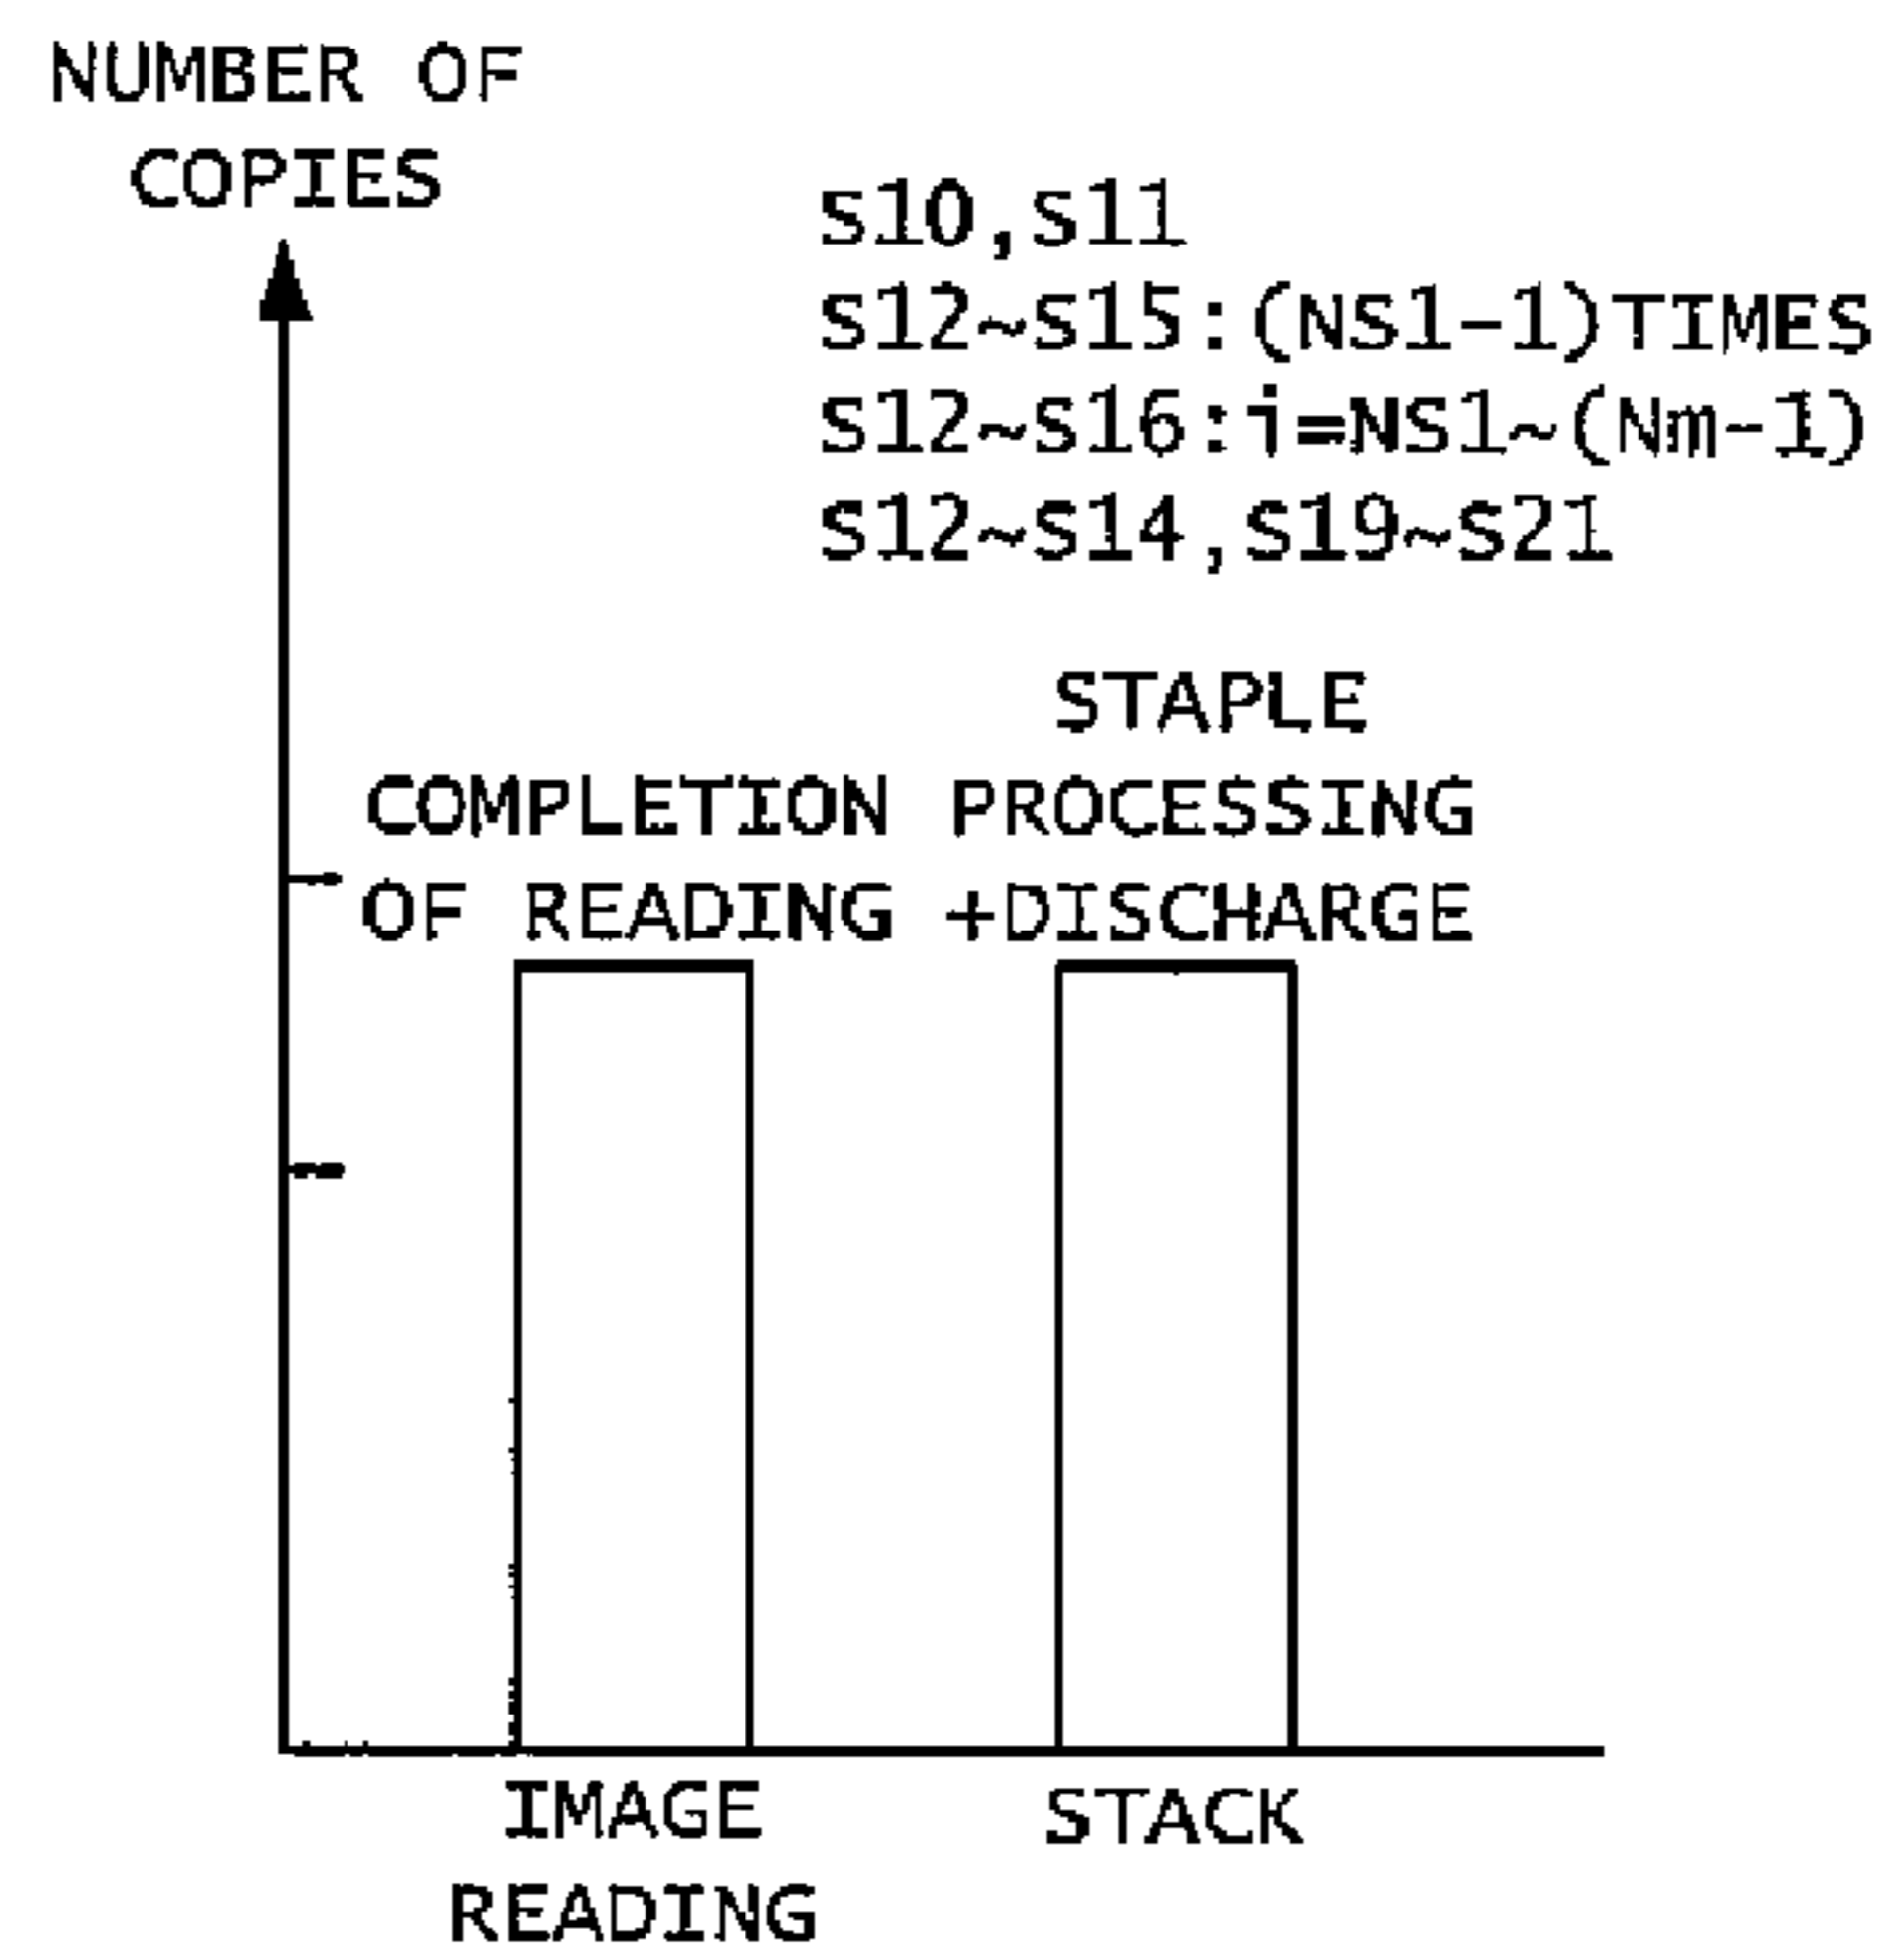 NUMBER OF
COPIES
S10,S11
S12~S15:(NS1-1)TIMES
S12~S16:i=NS1~(Nm-1)
S12~S14,S19~S21
STAPLE
COMPLETION PROCESSING
OF READING +DISCHARGE
IMAGE STACK
READING